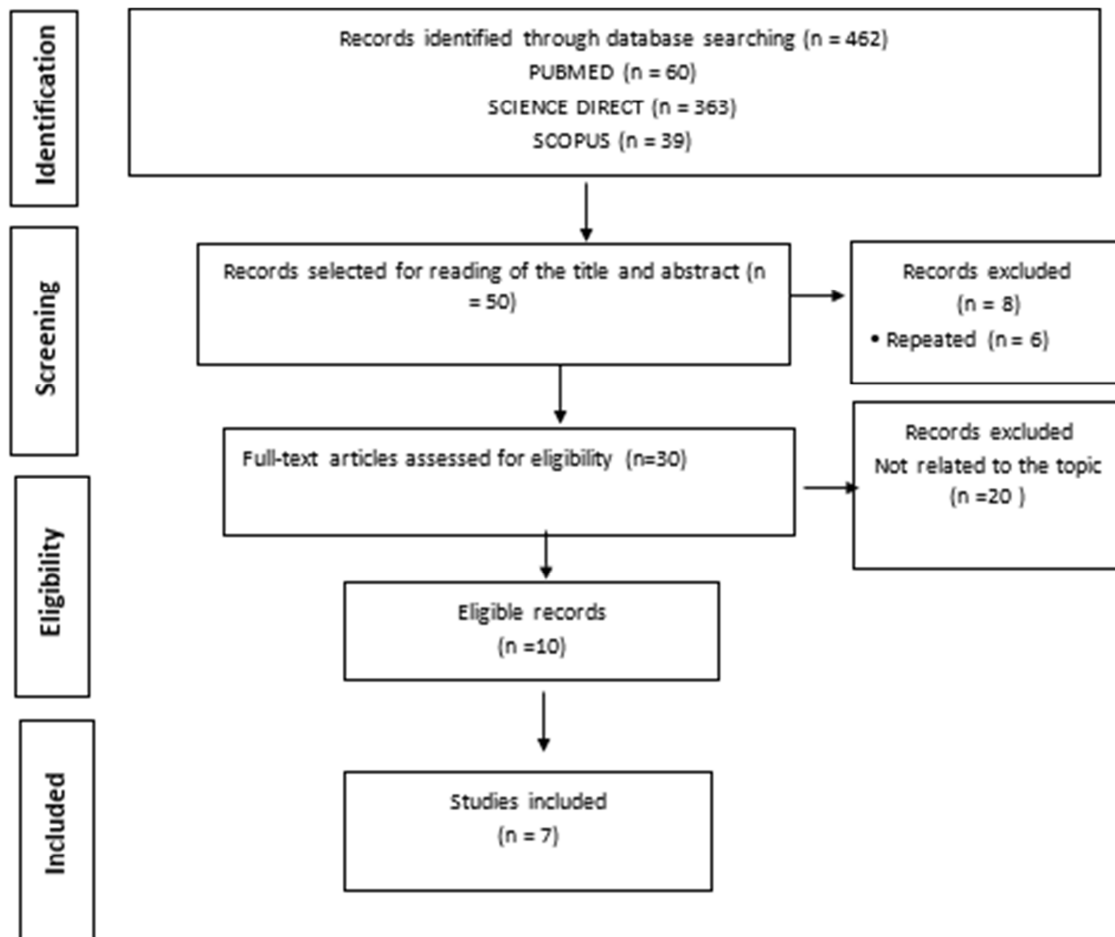 Identification
Records identified through database searching (n = 462)
PUBMED (n = 60)
SCIENCE DIRECT (n = 363)
SCOPUS (n = 39)
Screening
Records selected for reading of the title and abstract (n
= 50)
Records excluded
(n = 8)
• Repeated (n = 6)
Full-text articles assessed for eligibility (n=30)
Records excluded
Not related to the topic
(n =20 )
Eligibility
Eligible records
(n =10)
Included
Studies included
(n = 7)